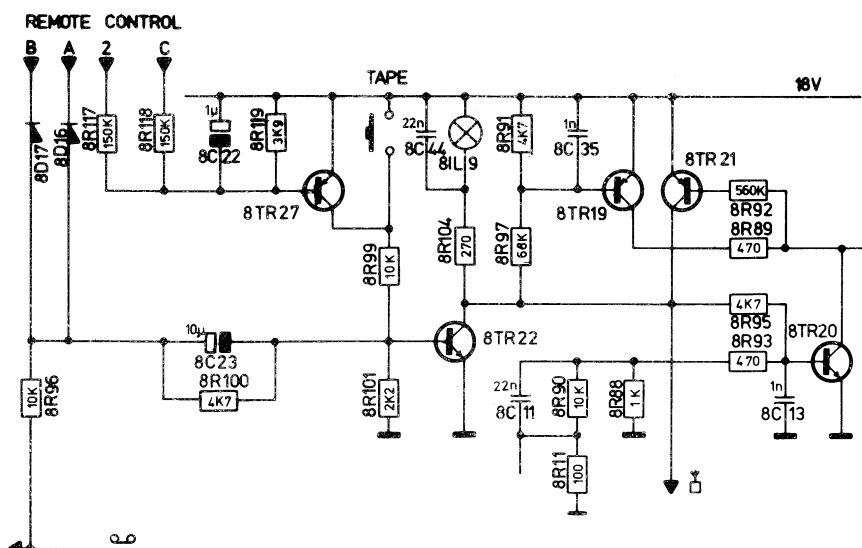 REMOTE CONTROL
B A 2 C
TAPE
18V
8D17
8D16
8R117
150K
8R118
150K
1µ
8C22
8R119
3K9
8TR27
22n
8C44
8IL9
8R91
4K7
1n
8C35
8TR19
8TR21
560K
8R92
8R89
470
8R99
10K
8R104
270
8R97
68K
4K7
8R95
8R93
470
8TR20
10µ
8C23
8R100
4K7
8TR22
8R96
10K
8R101
2K2
22n
8C11
8R90
10K
8R88
1K
1n
8C13
8R11
100